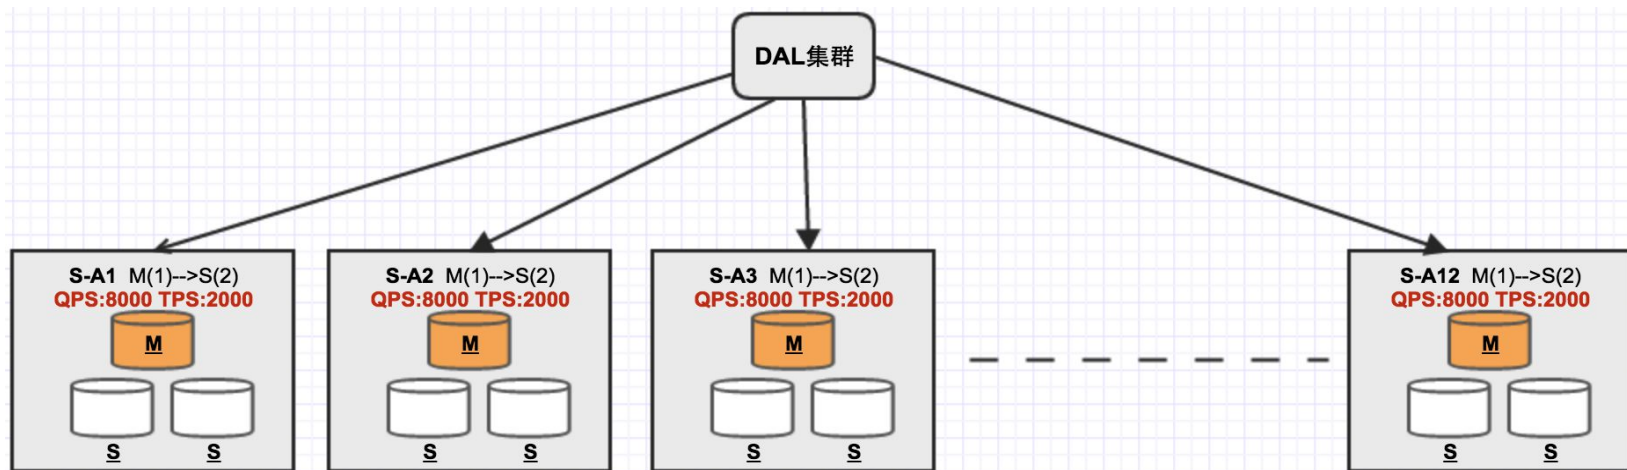 DAL集群
S-A1 M(1)-->S(2)
QPS:8000 TPS:2000
M
S S
S-A2 M(1)-->S(2)
QPS:8000 TPS:2000
M
S S
S-A3 M(1)-->S(2)
QPS:8000 TPS:2000
M
S S
S-A12 M(1)-->S(2)
QPS:8000 TPS:2000
M
S S